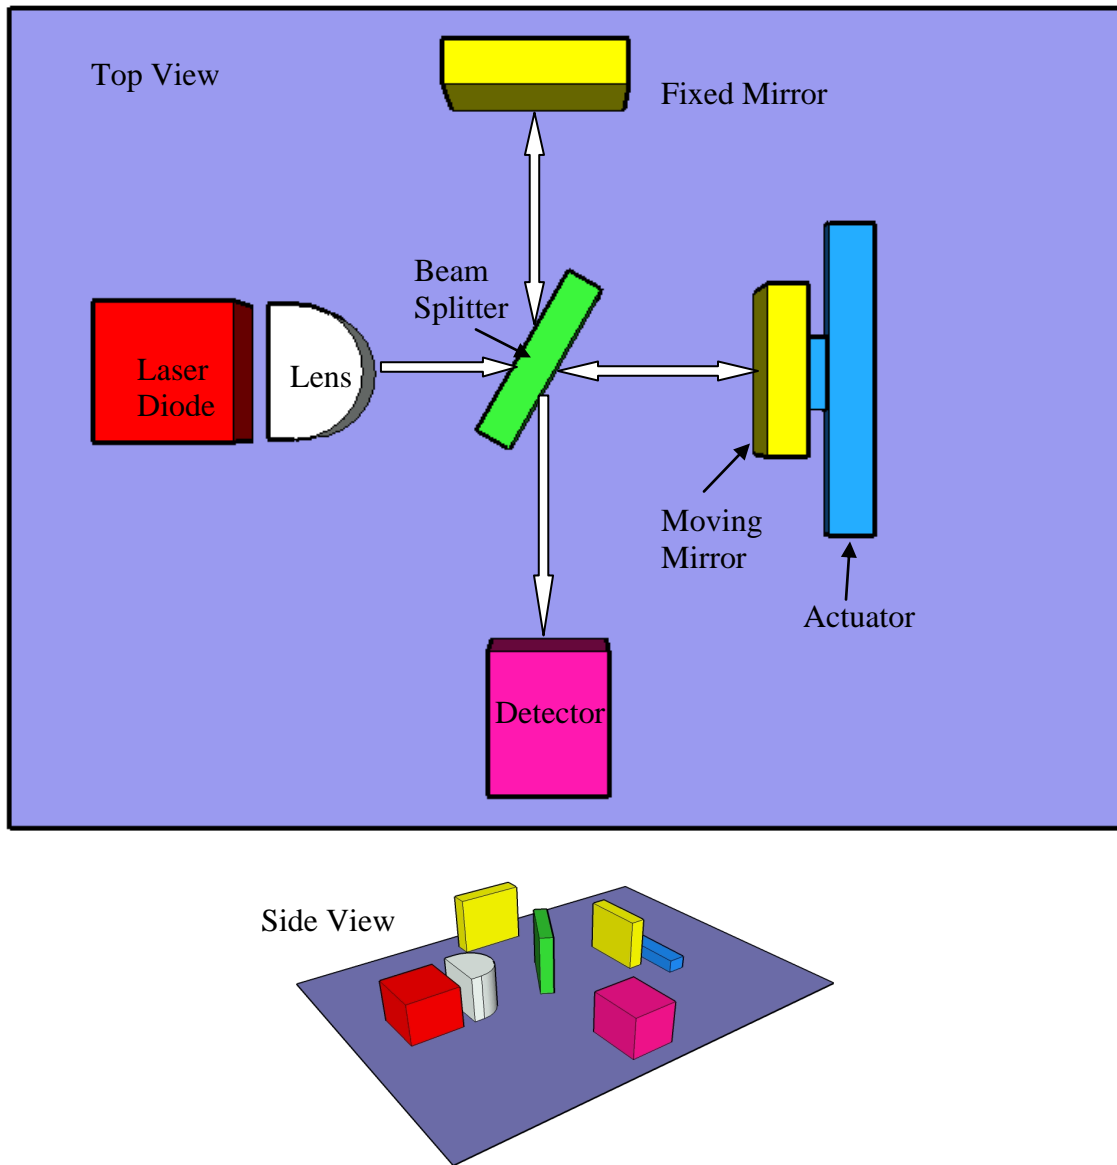 Top View
Fixed Mirror
Beam
Splitter
Laser
Diode
Lens
Moving
Mirror
Actuator
Detector
Side View